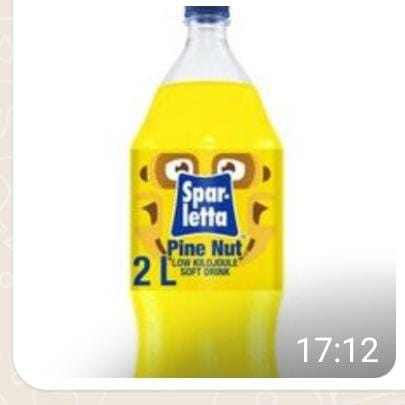 Spar-
letta
Pine Nut
2 L
LOW KILOJOULE
SOFT DRINK
17:12